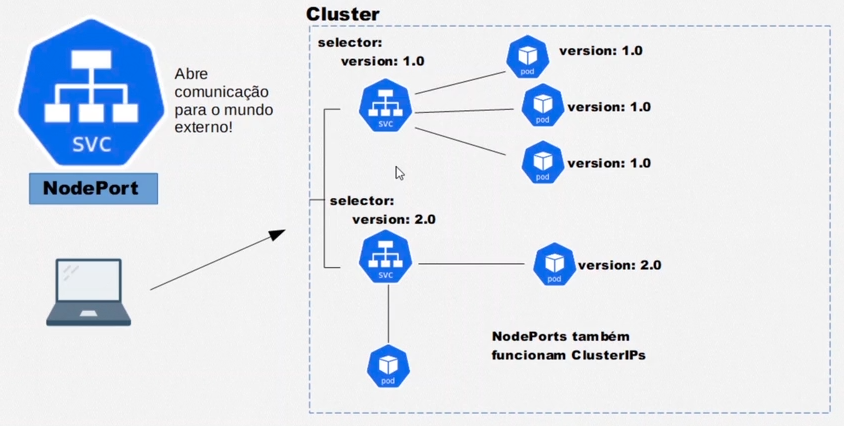 Cluster
SVC
NodePort
Abre
comunicação
para o mundo
externo!
selector:
version: 1.0
svc
pod
version: 1.0
pod
version: 1.0
pod
version: 1.0
selector:
version: 2.0
svc
pod
version: 2.0
pod
NodePorts também
funcionam ClusterIPs